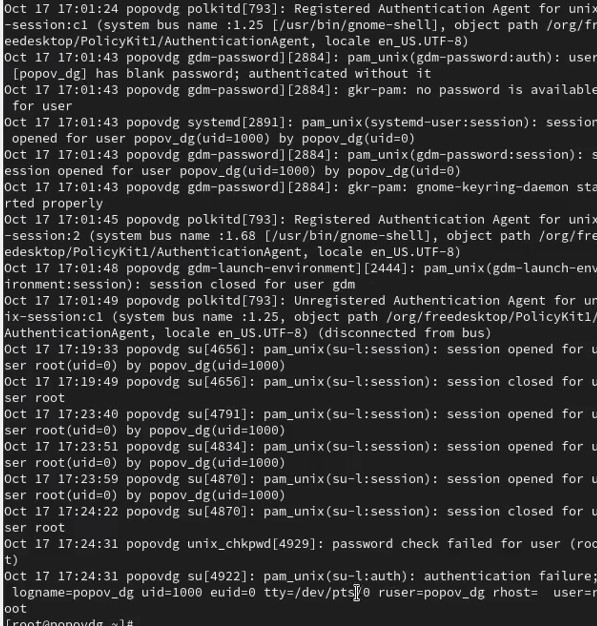 Oct 17 17:01:24 popovdg polkitd[793]: Registered Authentication Agent for unix
-session:c1 (system bus name :1.25 [/usr/bin/gnome-shell], object path /org/fr
eedesktop/PolicyKit1/AuthenticationAgent, locale en_US.UTF-8)
Oct 17 17:01:43 popovdg gdm-password][2884]: pam_unix(gdm-password:auth): user
[popov_dg] has blank password; authenticated without it
Oct 17 17:01:43 popovdg gdm-password][2884]: gkr-pam: no password is available
for user
Oct 17 17:01:43 popovdg systemd[2891]: pam_unix(systemd-user:session): session
opened for user popov_dg(uid=1000) by popov_dg(uid=0)
Oct 17 17:01:43 popovdg gdm-password][2884]: pam_unix(gdm-password:session): s
ession opened for user popov_dg(uid=1000) by popov_dg(uid=0)
Oct 17 17:01:43 popovdg gdm-password][2884]: gkr-pam: gnome-keyring-daemon sta
rted properly
Oct 17 17:01:45 popovdg polkitd[793]: Registered Authentication Agent for unix
-session:2 (system bus name :1.68 [/usr/bin/gnome-shell], object path /org/fre
edesktop/PolicyKit1/AuthenticationAgent, locale en_US.UTF-8)
Oct 17 17:01:48 popovdg gdm-launch-environment][2444]: pam_unix(gdm-launch-env
ironment:session): session closed for user gdm
Oct 17 17:01:49 popovdg polkitd[793]: Unregistered Authentication Agent for un
ix-session:c1 (system bus name :1.25, object path /org/freedesktop/PolicyKit1/
AuthenticationAgent, locale en_US.UTF-8) (disconnected from bus)
Oct 17 17:19:33 popovdg su[4656]: pam_unix(su-l:session): session opened for u
ser root(uid=0) by popov_dg(uid=1000)
Oct 17 17:19:49 popovdg su[4656]: pam_unix(su-l:session): session closed for u
ser root
Oct 17 17:23:40 popovdg su[4791]: pam_unix(su-l:session): session opened for u
ser root(uid=0) by popov_dg(uid=1000)
Oct 17 17:23:51 popovdg su[4834]: pam_unix(su-l:session): session opened for u
ser root(uid=0) by popov_dg(uid=1000)
Oct 17 17:23:59 popovdg su[4870]: pam_unix(su-l:session): session opened for u
ser root(uid=0) by popov_dg(uid=1000)
Oct 17 17:24:22 popovdg su[4870]: pam_unix(su-l:session): session closed for u
ser root
Oct 17 17:24:31 popovdg unix_chkpwd[4929]: password check failed for user (roo
t)
Oct 17 17:24:31 popovdg su[4922]: pam_unix(su-l:auth): authentication failure;
logname=popov_dg uid=1000 euid=0 tty=/dev/pts/0 ruser=popov_dg rhost=  user=r
oot
[root@popovdg ~]#